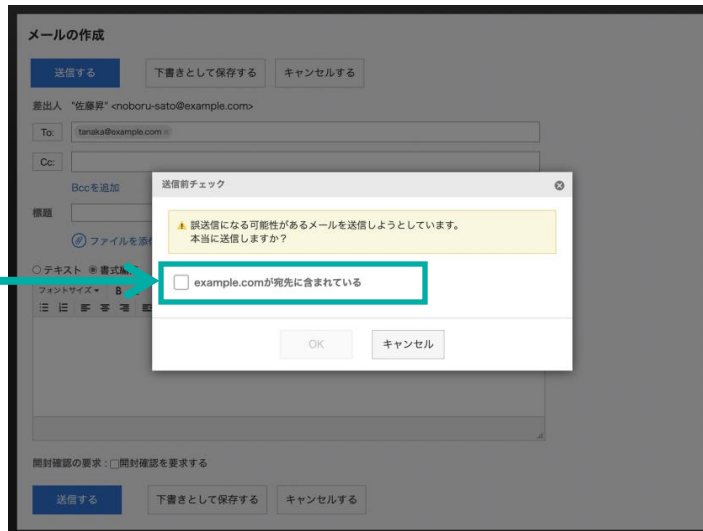 メールの作成
送信する 下書きとして保存する キャンセルする
差出人 "佐藤昇" <noboru-sato@example.com>
To: tanaka@example.com ×
Cc:
Bccを追加
標題
ファイルを添
送信前チェック
誤送信になる可能性があるメールを送信しようとしています。
本当に送信しますか？
example.comが宛先に含まれている
OK キャンセル
テキスト 書式編
フォントサイズ B
開封確認の要求 : 開封確認を要求する
送信する 下書きとして保存する キャンセルする